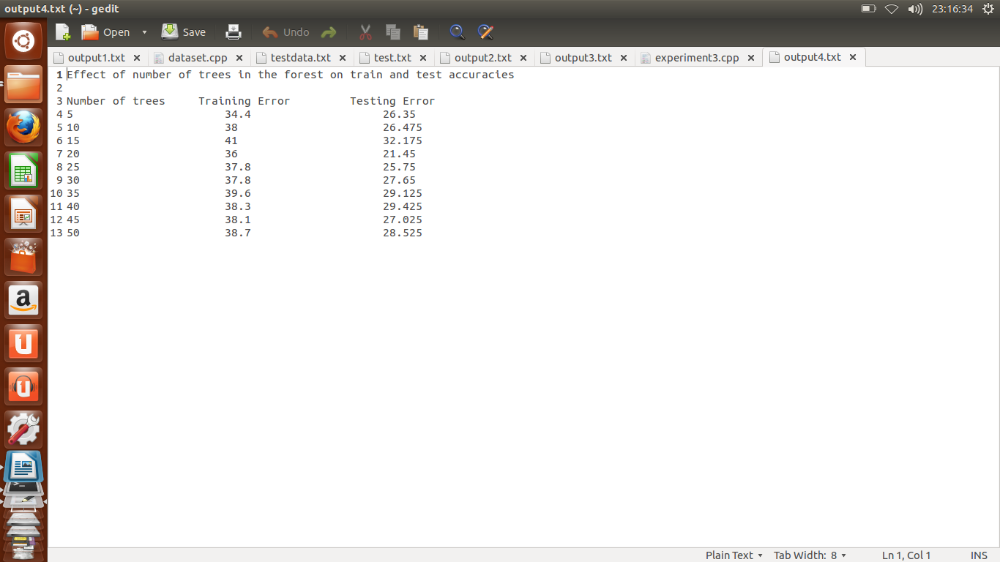 output4.txt (~) - gedit
23:16:34
Open Save Undo
output1.txt dataset.cpp testdata.txt test.txt output2.txt output3.txt experiment3.cpp output4.txt
1 Effect of number of trees in the forest on train and test accuracies
2
3 Number of trees Training Error Testing Error
4 5 34.4 26.35
5 10 38 26.475
6 15 41 32.175
7 20 36 21.45
8 25 37.8 25.75
9 30 37.8 27.65
10 35 39.6 29.125
11 40 38.3 29.425
12 45 38.1 27.025
13 50 38.7 28.525
Plain Text Tab Width: 8 Ln 1, Col 1 INS